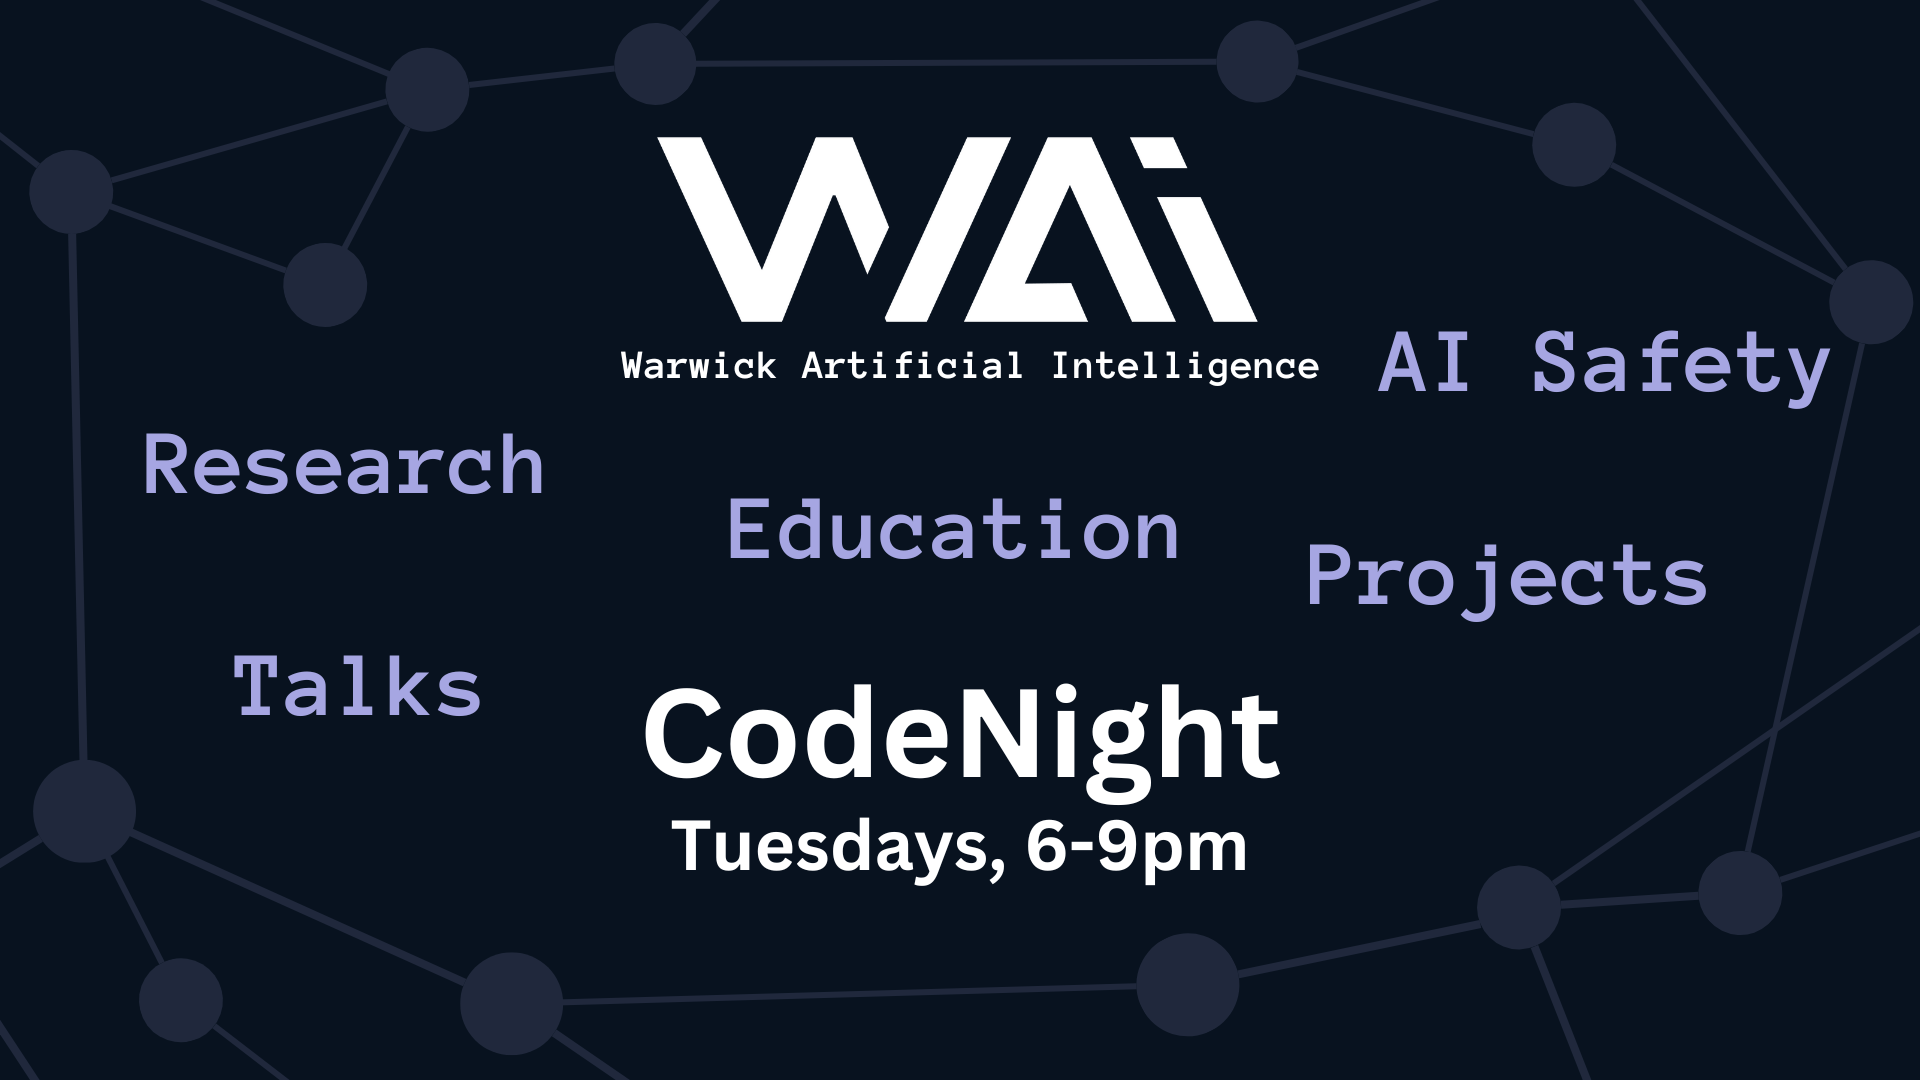 WAi
Warwick Artificial Intelligence
AI Safety
Research
Education
Projects
Talks
CodeNight
Tuesdays, 6-9pm